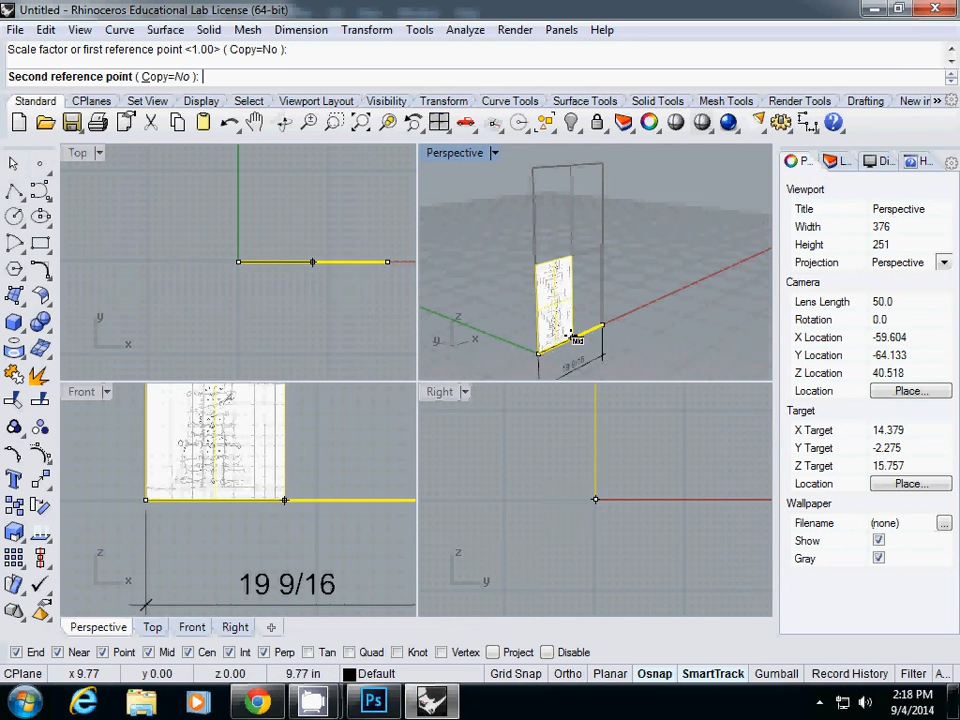 Untitled - Rhinoceros Educational Lab License (64-bit)
File Edit View Curve Surface Solid Mesh Dimension Transform Tools Analyze Render Panels Help
Scale factor or first reference point <1.00> ( Copy=No ):
Second reference point ( Copy=No ):
Standard CPlanes Set View Display Select Viewport Layout Visibility Transform Curve Tools Surface Tools Solid Tools Mesh Tools Render Tools Drafting New in »
Top
Perspective
P... L... Di... H...
Viewport
Title Perspective
Width 376
Height 251
Projection Perspective
Camera
Lens Length 50.0
Rotation 0.0
X Location -59.604
Y Location -64.133
Z Location 40.518
Location Place...
Target
X Target 14.379
Y Target -2.275
Z Target 15.757
Location Place...
Wallpaper
Filename (none) ...
Show
Gray
y
x
z
y x
Mid
19 9/16
Front
Right
z
x
z
y
19 9/16
Perspective Top Front Right
End Near Point Mid Cen Int Perp Tan Quad Knot Vertex Project Disable
CPlane x 9.77 y 0.00 z 0.00 9.77 in Default Grid Snap Ortho Planar Osnap SmartTrack Gumball Record History Filter A...
Ps
2:18 PM
9/4/2014